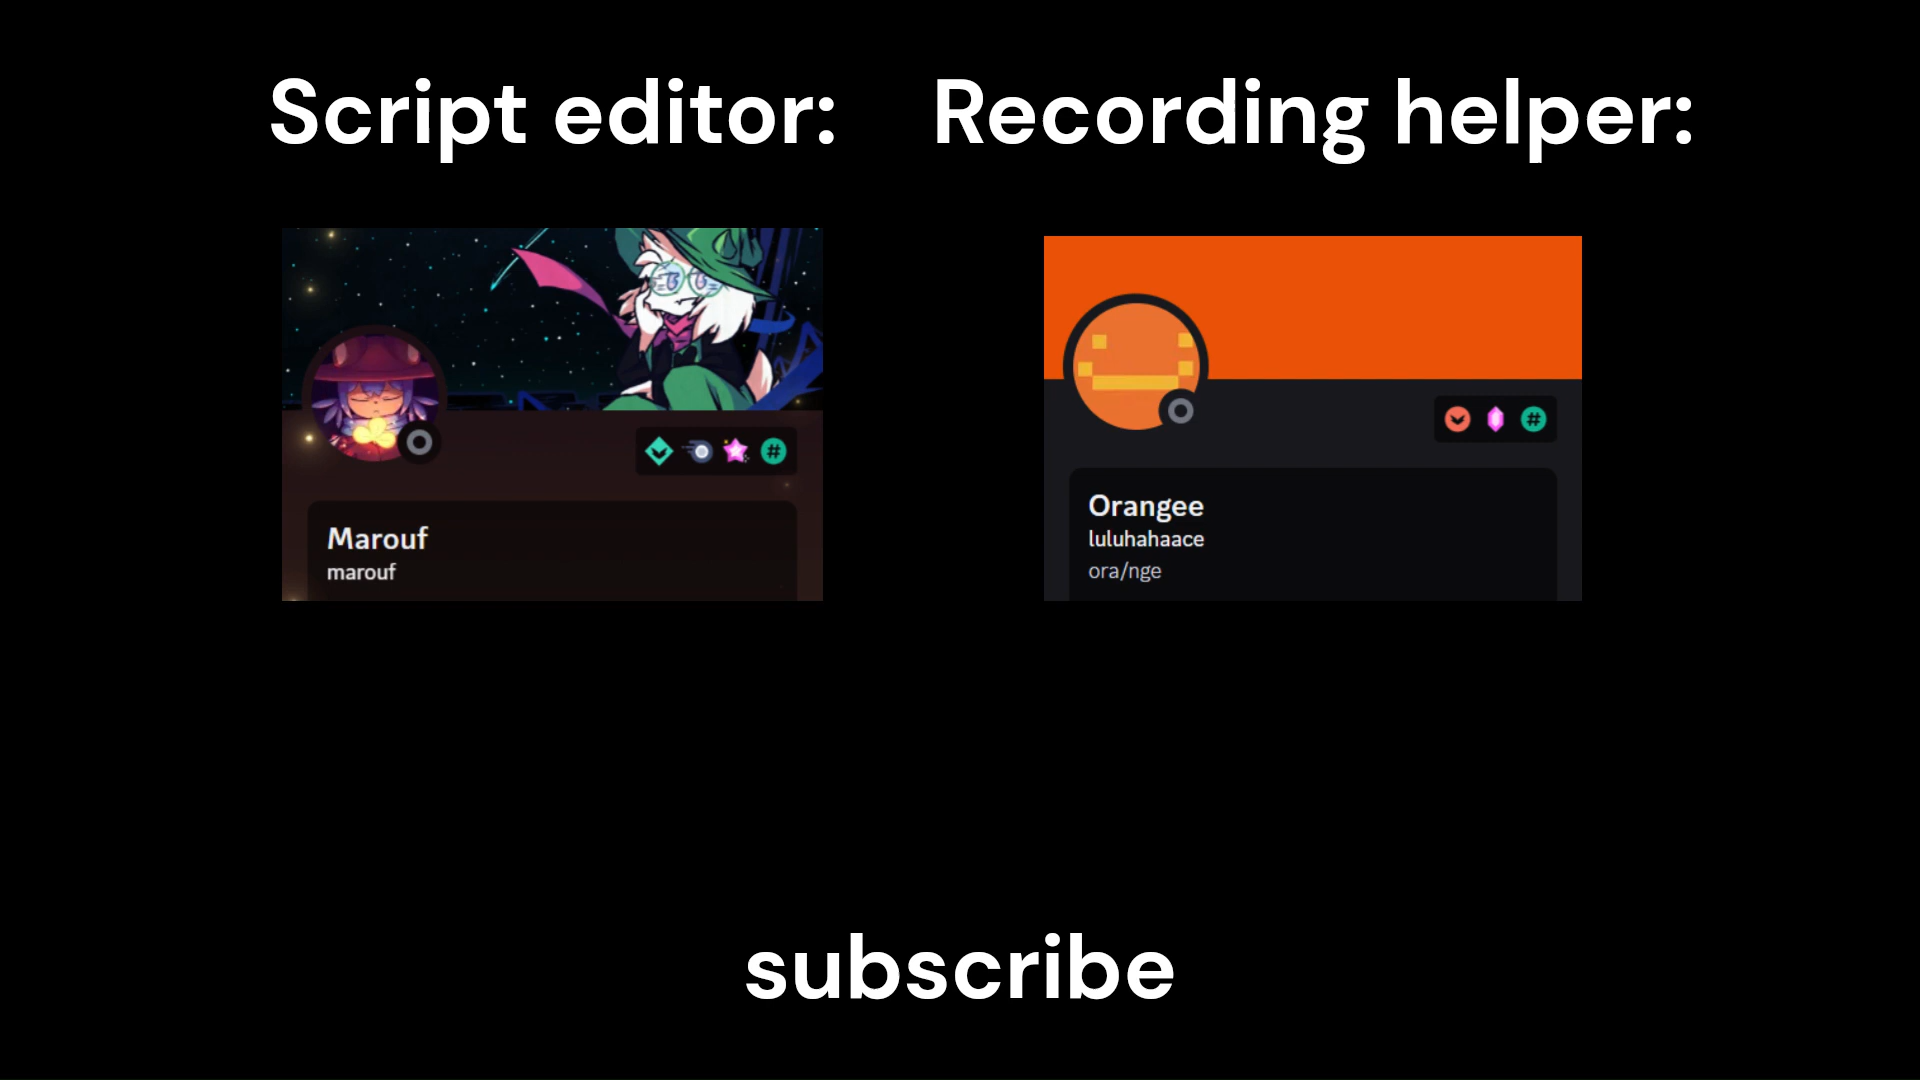 Script editor:
Recording helper:
Marouf
marouf
Orangee
luluhahaace
ora/nge
subscribe